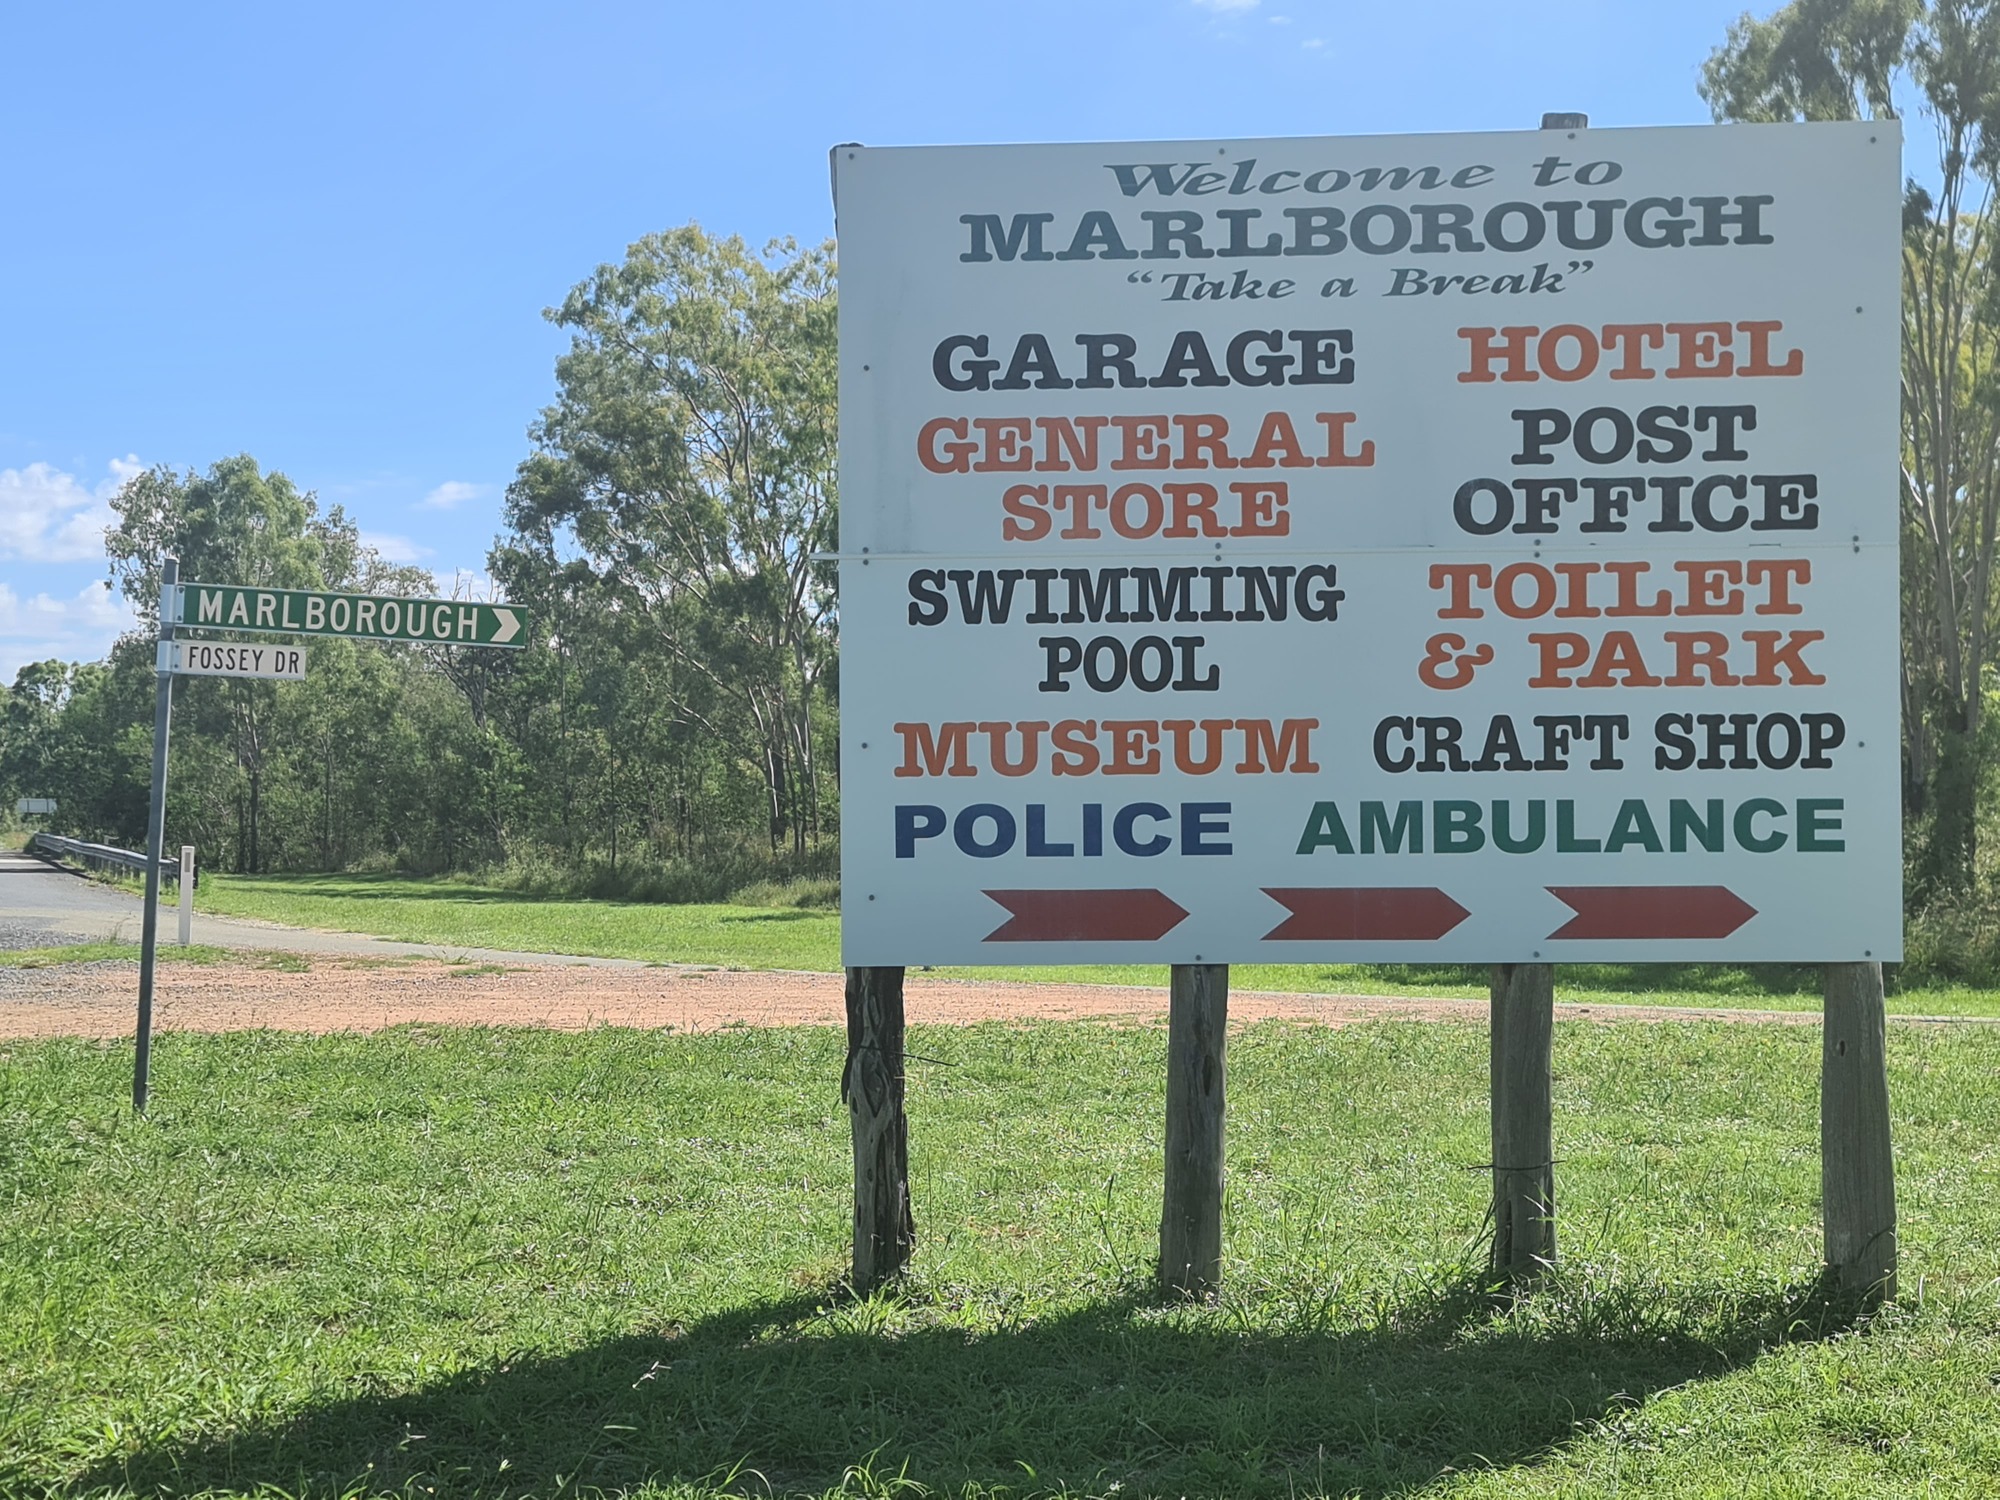 MARLBOROUGH
FOSSEY DR
Welcome to
MARLBOROUGH
"Take a Break"
GARAGE
HOTEL
GENERAL
STORE
POST
OFFICE
SWIMMING
POOL
TOILET
& PARK
MUSEUM
CRAFT SHOP
POLICE
AMBULANCE